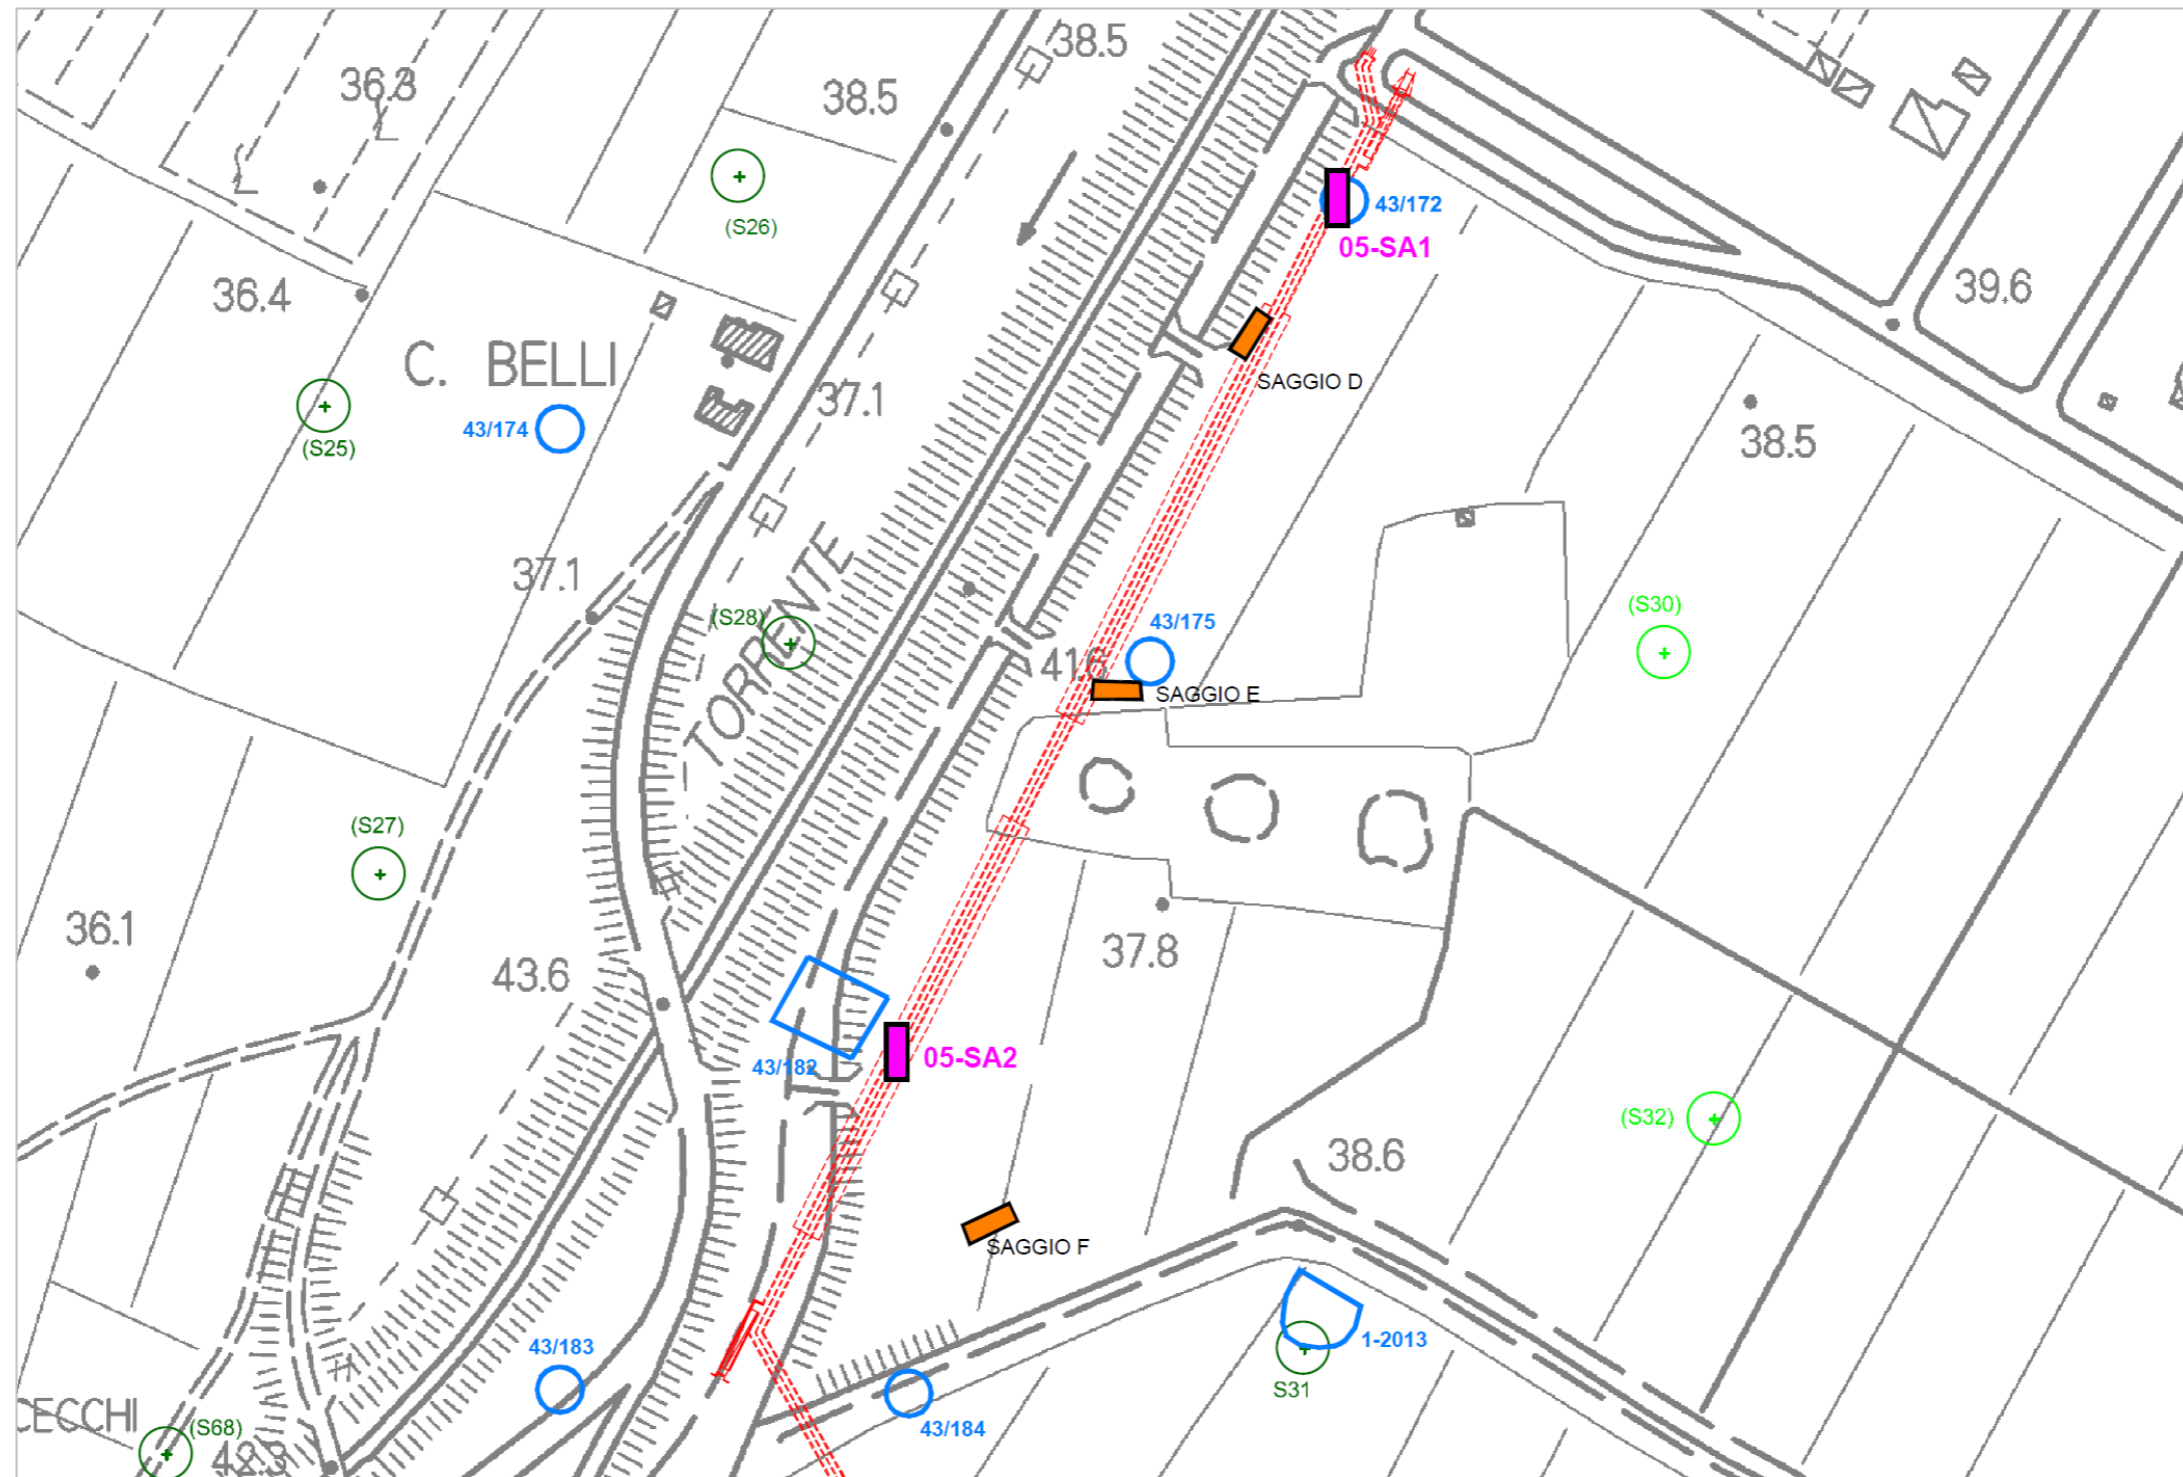 38.5
36.3
38.5
(S26)
43/172
05-SA1
36.4
39.6
C. BELLI
SAGGIO D
37.1
43/174
(S25)
38.5
37.1
(S28)
TORRENTE
43/175
(S30)
SAGGIO E
(S27)
36.1
37.8
43.6
43/182
05-SA2
(S32)
38.6
SAGGIO F
43/183
1-2013
S31
CECCHI
(S68)
43/184